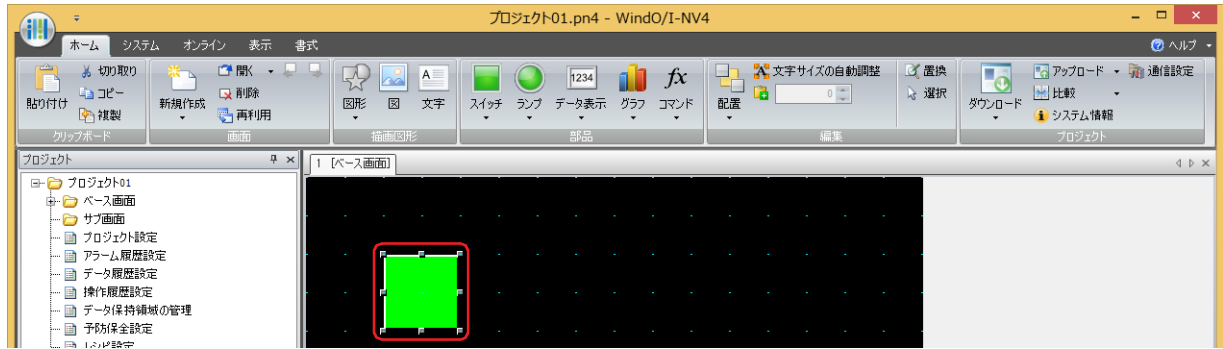 プロジェクト01.pn4 - WindO/I-NV4
ホーム システム オンライン 表示 書式 ヘルプ
切り取り 開く 文字サイズの自動調整 置換 アップロード 通信設定
貼り付け コピー 新規作成 削除 図形 図 文字 スイッチ ランプ データ表示 グラフ コマンド 配置 0 選択 ダウンロード 比較
複製 再利用 システム情報
クリップボード 画面 描画図形 部品 編集 プロジェクト
A 1234 fx
プロジェクト 1 [ベース画面]
プロジェクト01
ベース画面
サブ画面
プロジェクト設定
アラーム履歴設定
データ履歴設定
操作履歴設定
データ保持領域の管理
予防保全設定
レシピ設定